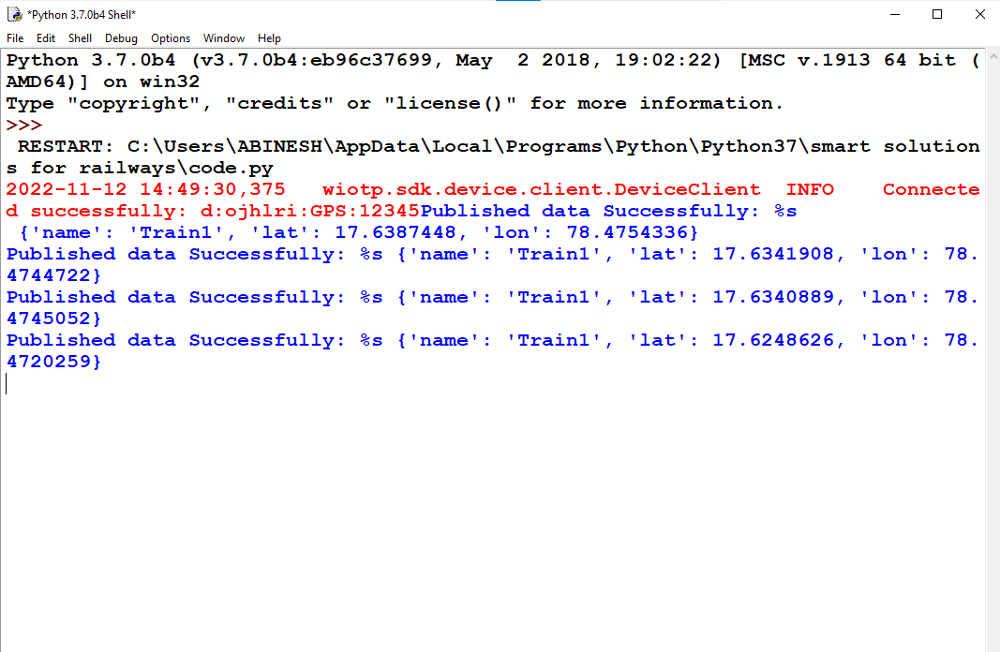 *Python 3.7.0b4 Shell*
File Edit Shell Debug Options Window Help
Python 3.7.0b4 (v3.7.0b4:eb96c37699, May  2 2018, 19:02:22) [MSC v.1913 64 bit (
AMD64)] on win32
Type "copyright", "credits" or "license()" for more information.
>>>
 RESTART: C:\Users\ABINESH\AppData\Local\Programs\Python\Python37\smart solution
s for railways\code.py
2022-11-12 14:49:30,375   wiotp.sdk.device.client.DeviceClient  INFO    Connecte
d successfully: d:ojhlri:GPS:12345Published data Successfully: %s
 {'name': 'Train1', 'lat': 17.6387448, 'lon': 78.4754336}
Published data Successfully: %s {'name': 'Train1', 'lat': 17.6341908, 'lon': 78.
4744722}
Published data Successfully: %s {'name': 'Train1', 'lat': 17.6340889, 'lon': 78.
4745052}
Published data Successfully: %s {'name': 'Train1', 'lat': 17.6248626, 'lon': 78.
4720259}